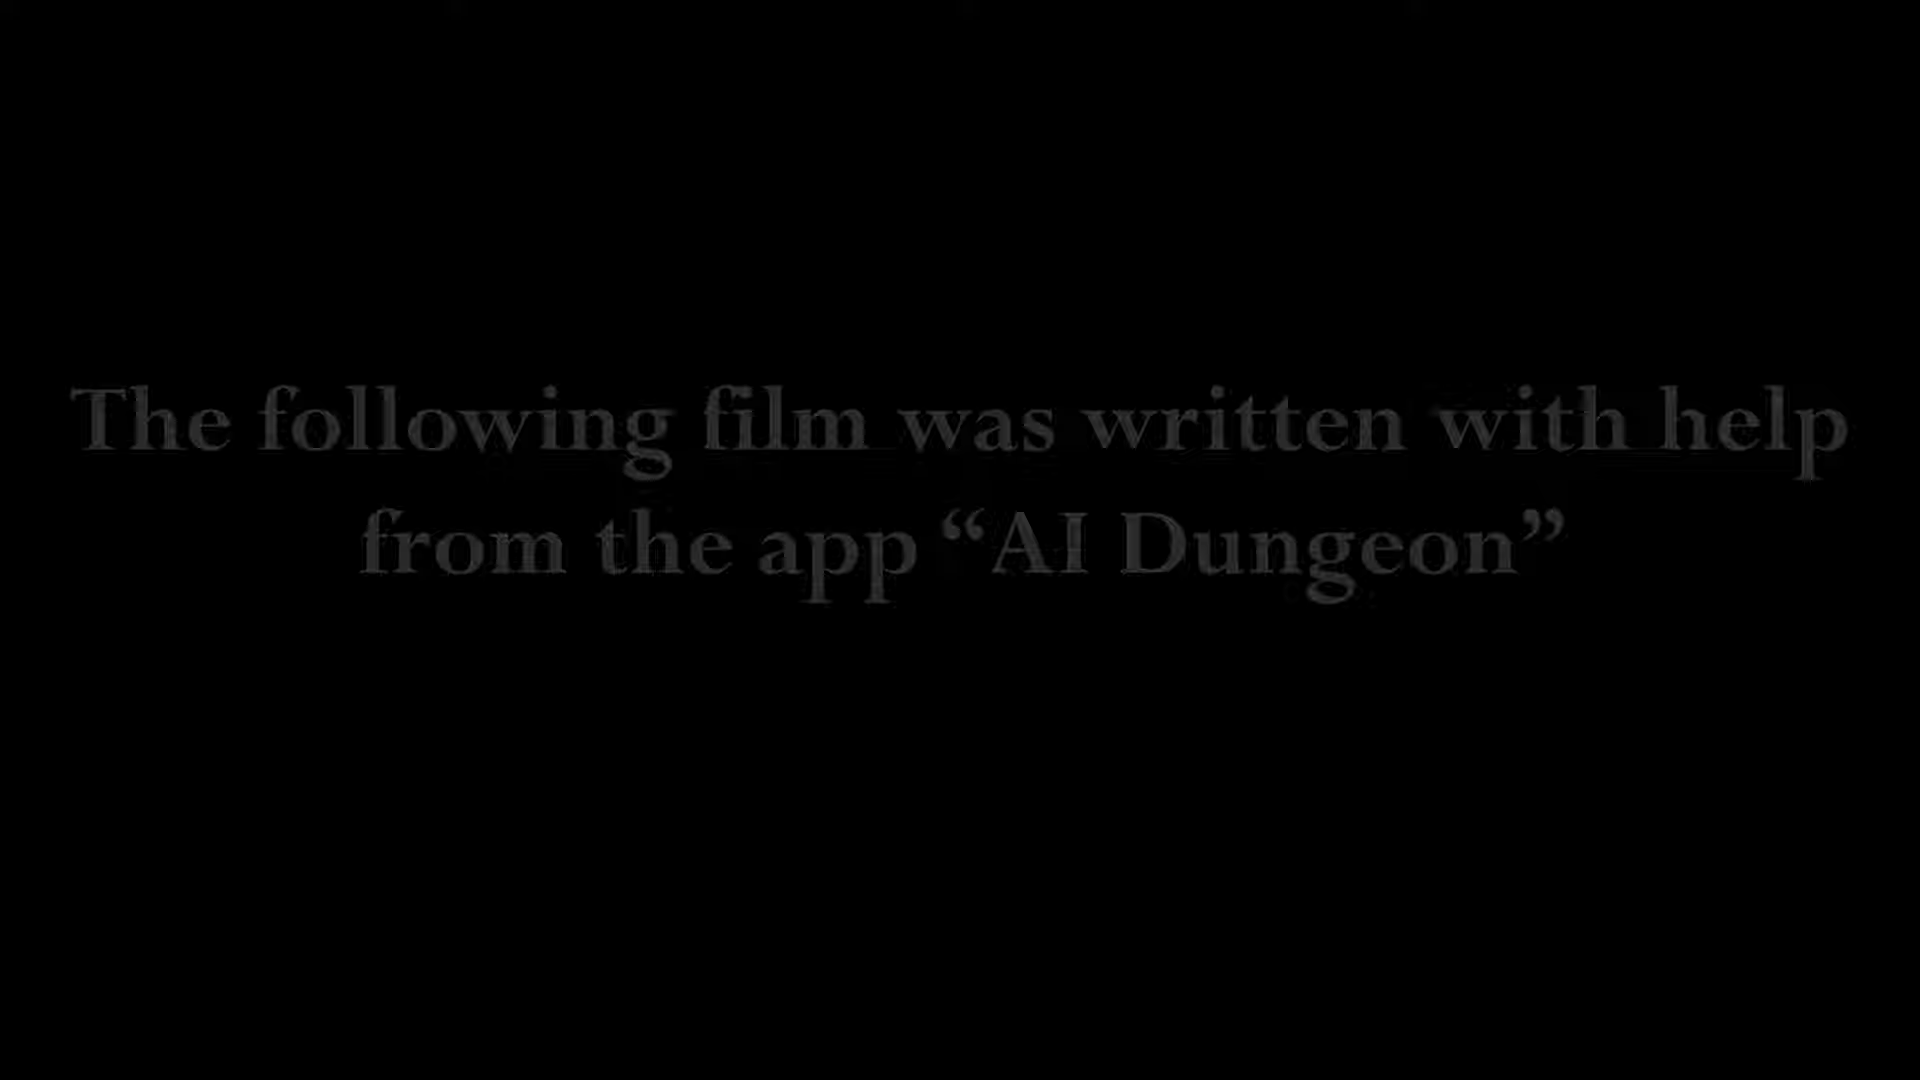 The following film was written with help
from the app “AI Dungeon”